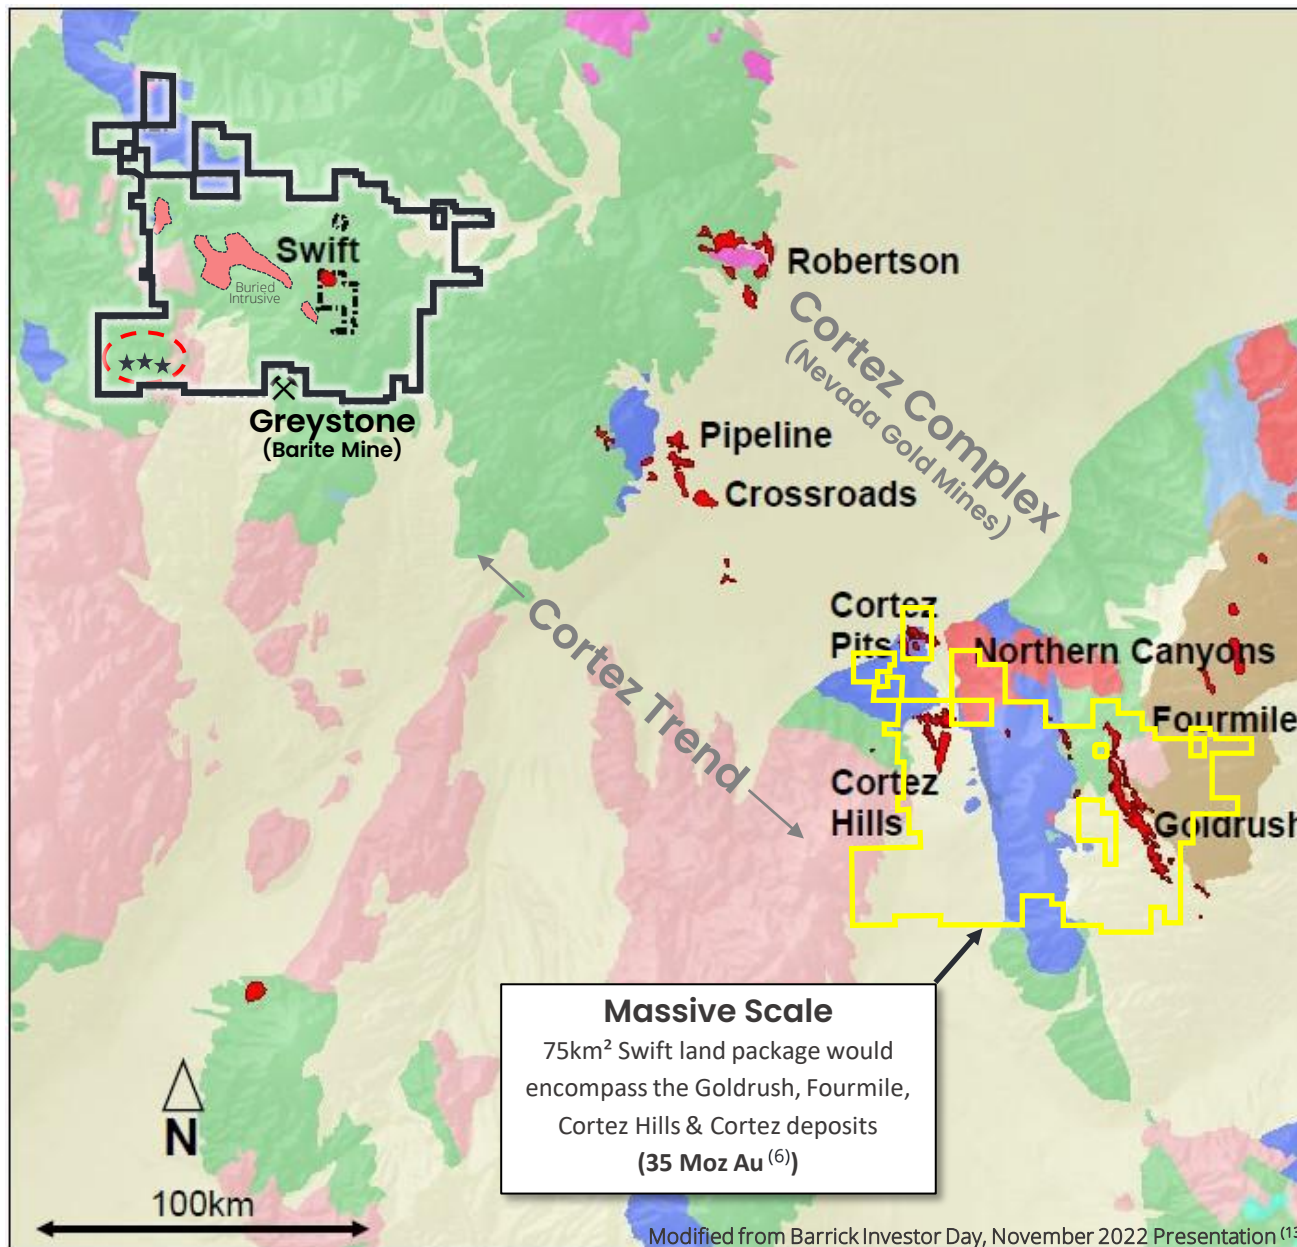 Swift
Buried
Intrusive
Greystone
(Barite Mine)
Robertson
Cortez Complex
(Nevada Gold Mines)
Pipeline
Crossroads
Cortez Trend
Cortez
Pits
Northern Canyons
Fourmile
Cortez
Hills
Goldrush
Massive Scale
75km² Swift land package would
encompass the Goldrush, Fourmile,
Cortez Hills & Cortez deposits
(35 Moz Au (6))
N
100km
Modified from Barrick Investor Day, November 2022 Presentation (13